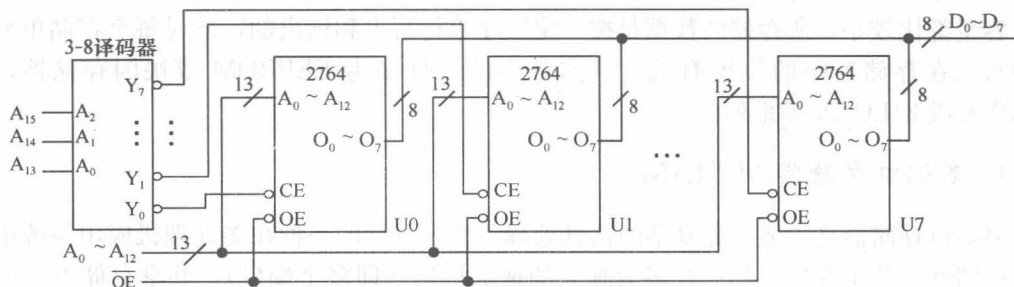 8 D₀~D₇
3-8译码器
Y₇
2764
2764
2764
13 A₀~A₁₂
13 A₀~A₁₂
13 A₀~A₁₂
8
8
8
A₁₅ A₂
A₁₄ A₁
A₁₃ A₀
O₀~O₇
O₀~O₇
O₀~O₇
Y₁
Y₀
CE
CE
CE
OE
OE
OE
U0
U1
U7
A₀ A₁₂
13
OE